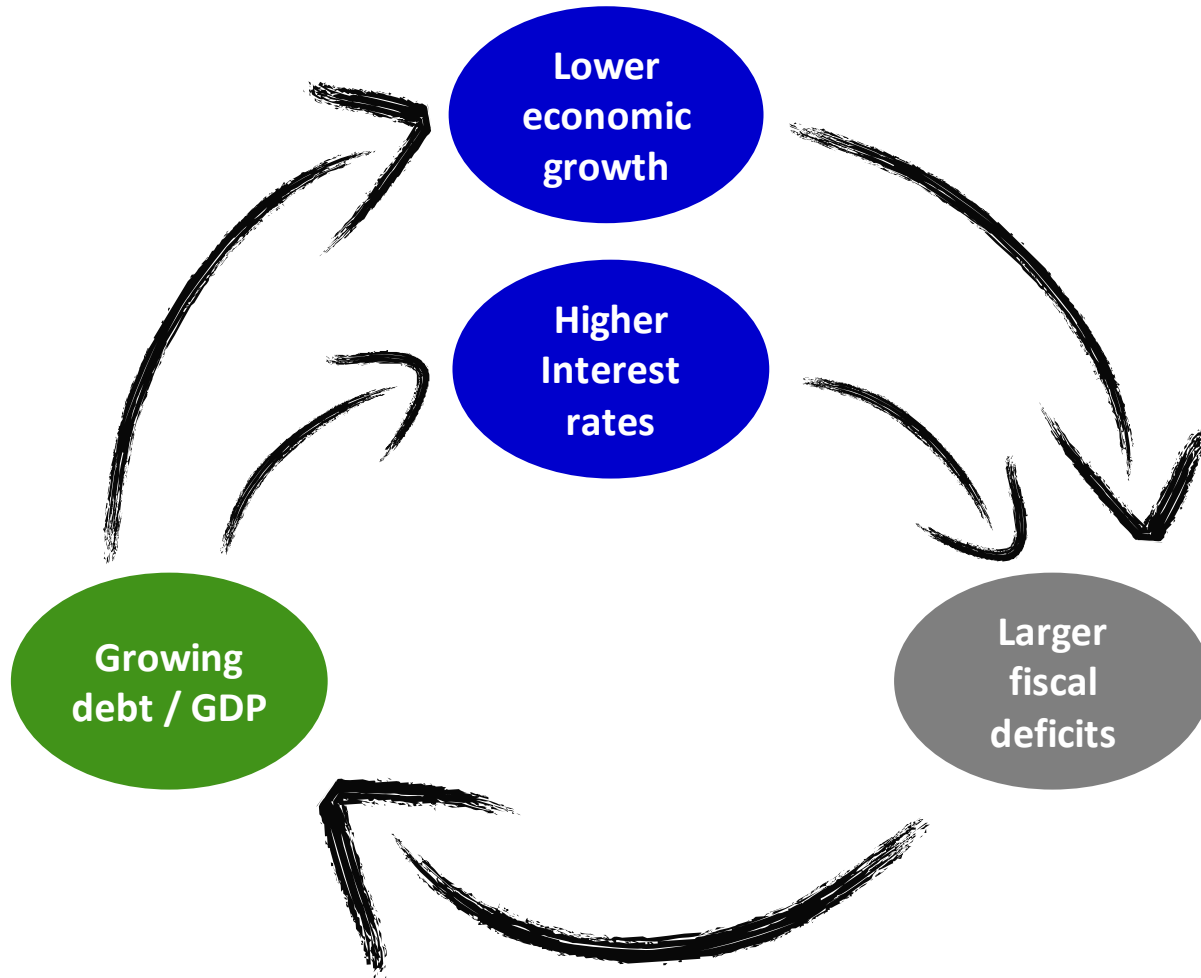 Lower
economic
growth
Higher
Interest
rates
Growing
debt / GDP
Larger
fiscal
deficits